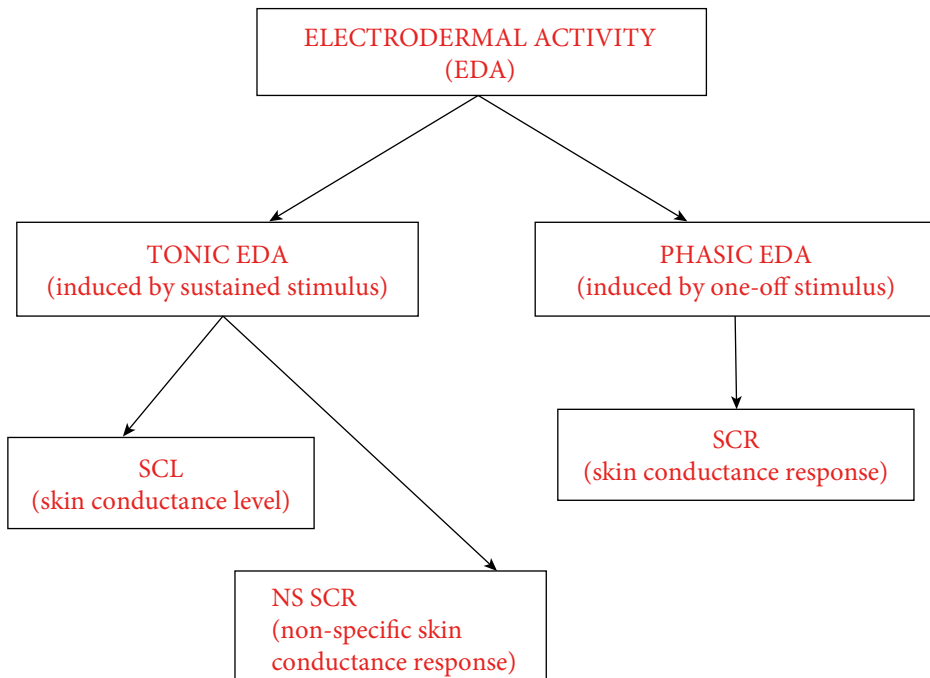 ELECTRODERMAL ACTIVITY
(EDA)
TONIC EDA
(induced by sustained stimulus)
PHASIC EDA
(induced by one-off stimulus)
SCL
(skin conductance level)
SCR
(skin conductance response)
NS SCR
(non-specific skin
conductance response)